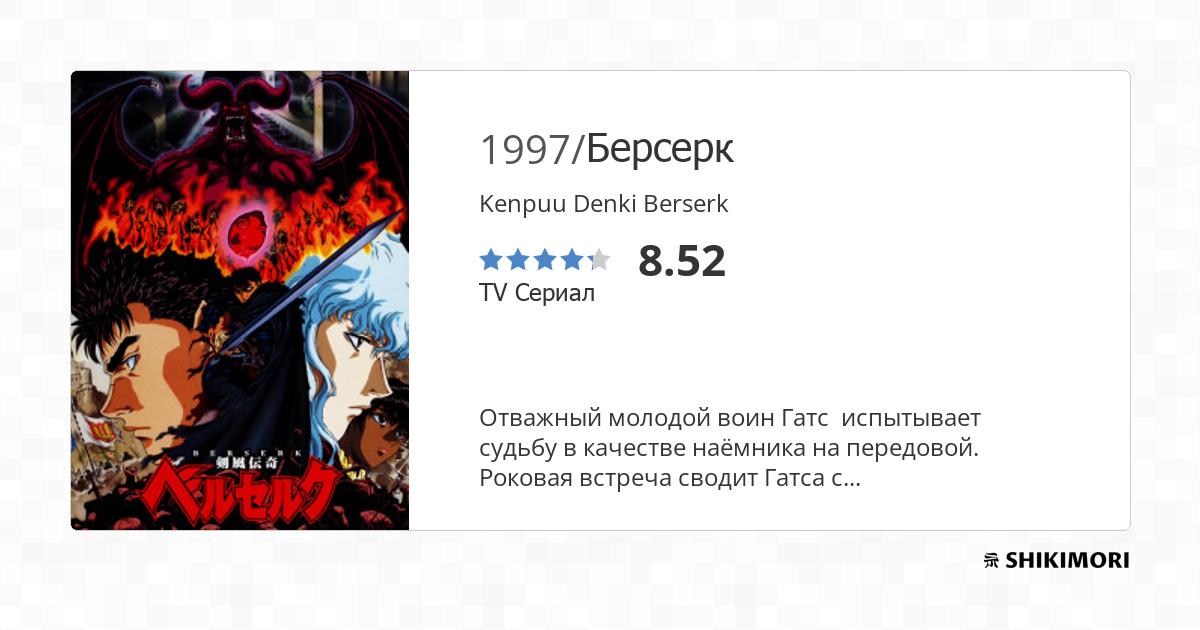 1997/Берсерк
Kenpuu Denki Berserk
8.52
TV Сериал
Отважный молодой воин Гатс  испытывает
судьбу в качестве наёмника на передовой.
Роковая встреча сводит Гатса с...
BERSERK
剣風伝奇
ベルセルク
SHIKIMORI